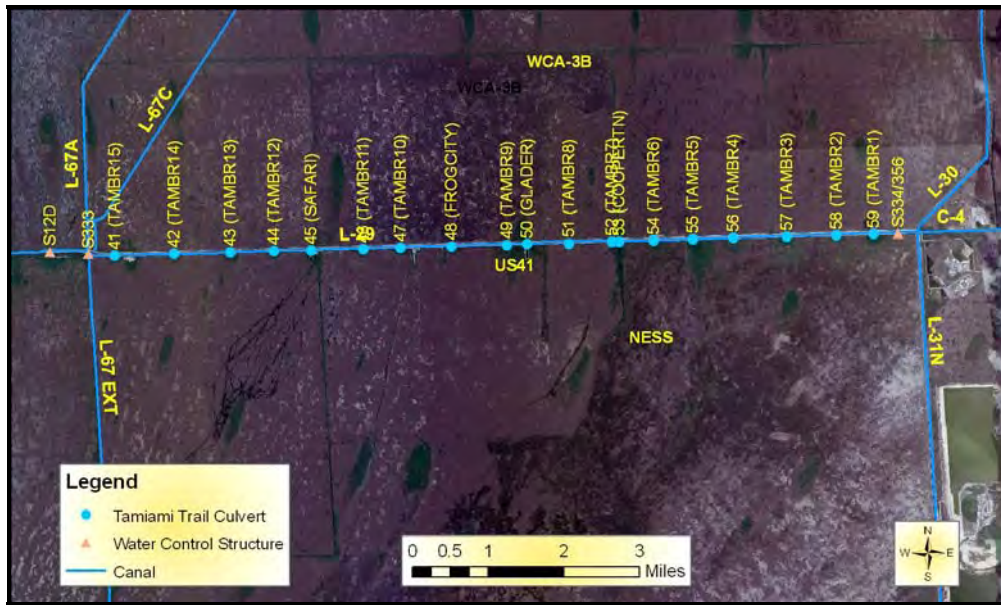 WCA-3B
WCA-3B
L-67A
L-67C
S12D
S333
41 (TAMBR15)
42 (TAMBR14)
43 (TAMBR13)
44 (TAMBR12)
45 (SAFARI)
L-29
(TAMBR11)
47 (TAMBR10)
48 (FROGCITY)
49 (TAMBR9)
50 (GLADER)
51 (TAMBR8)
(TAMBR7)
53 (COOPERTN)
54 (TAMBR6)
55 (TAMBR5)
56 (TAMBR4)
57 (TAMBR3)
58 (TAMBR2)
59 (TAMBR1)
S334/356
L-30
C-4
US41
NESS
L-67 EXT
L-31N
Legend
Tamiami Trail Culvert
Water Control Structure
Canal
0 0.5 1 2 3
Miles
N
W E
S